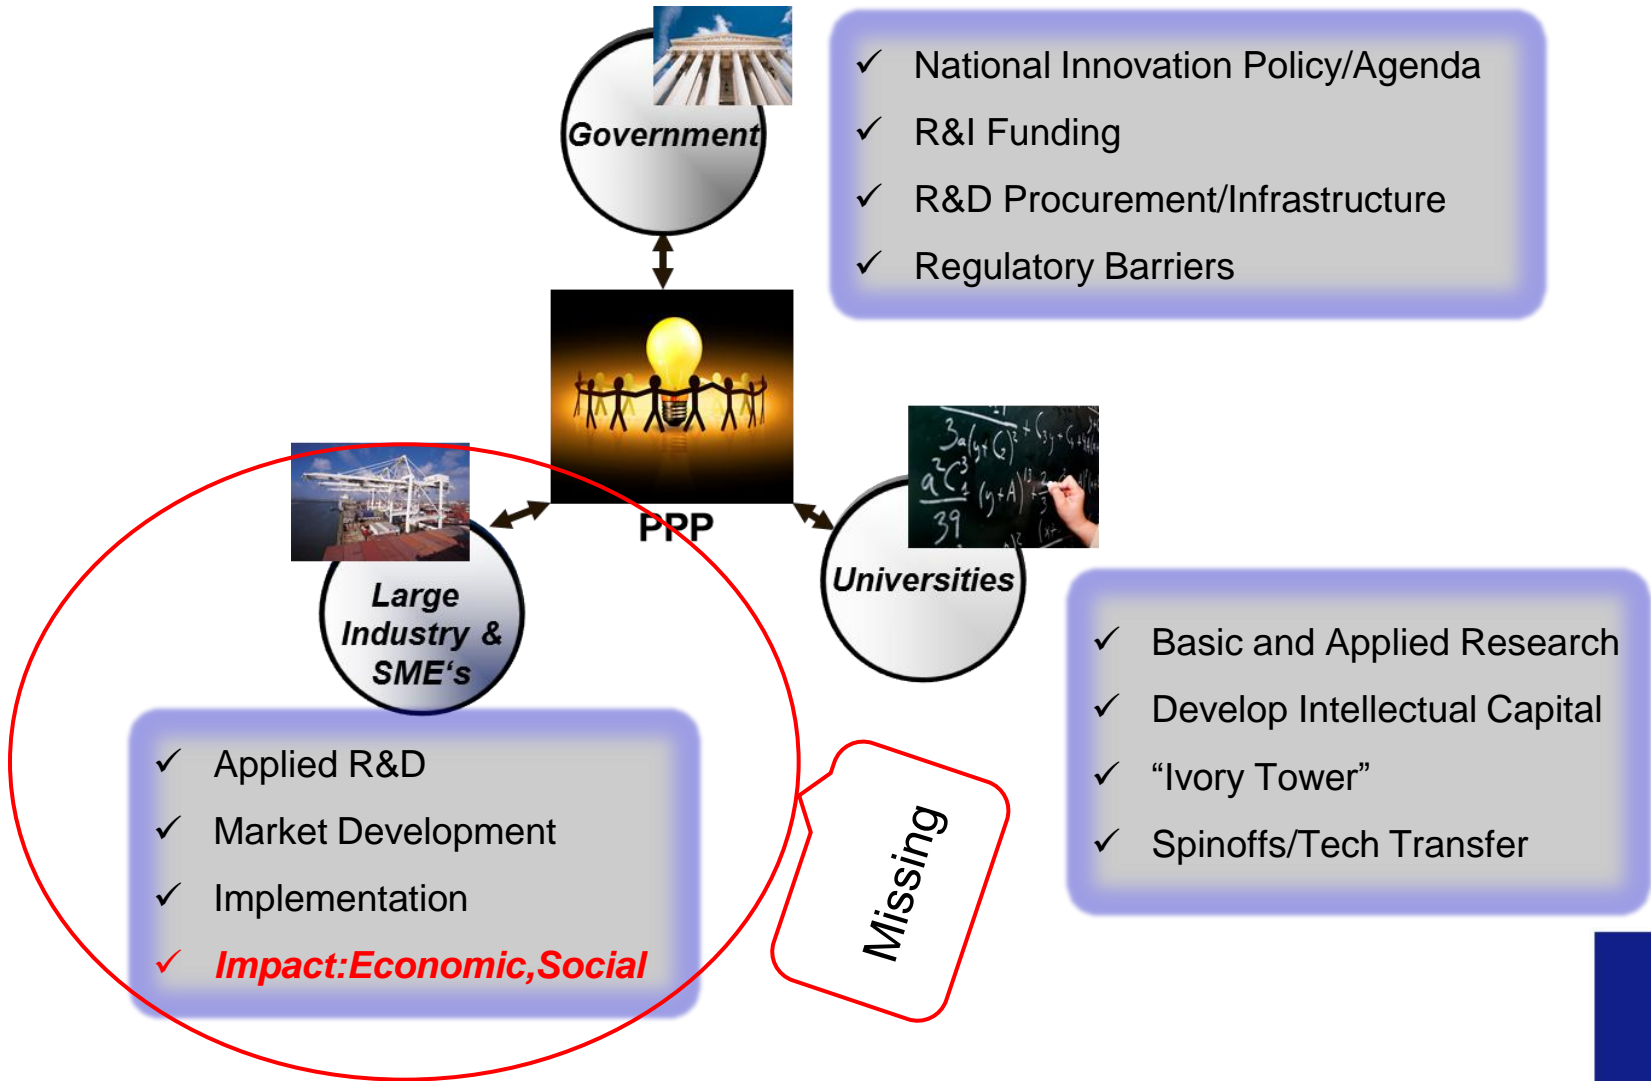 Government
✓ National Innovation Policy/Agenda
✓ R&I Funding
✓ R&D Procurement/Infrastructure
✓ Regulatory Barriers
PPP
Large
Industry &
SME‘s
✓ Applied R&D
✓ Market Development
✓ Implementation
✓ Impact:Economic,Social
Missing
Universities
✓ Basic and Applied Research
✓ Develop Intellectual Capital
✓ “Ivory Tower”
✓ Spinoffs/Tech Transfer